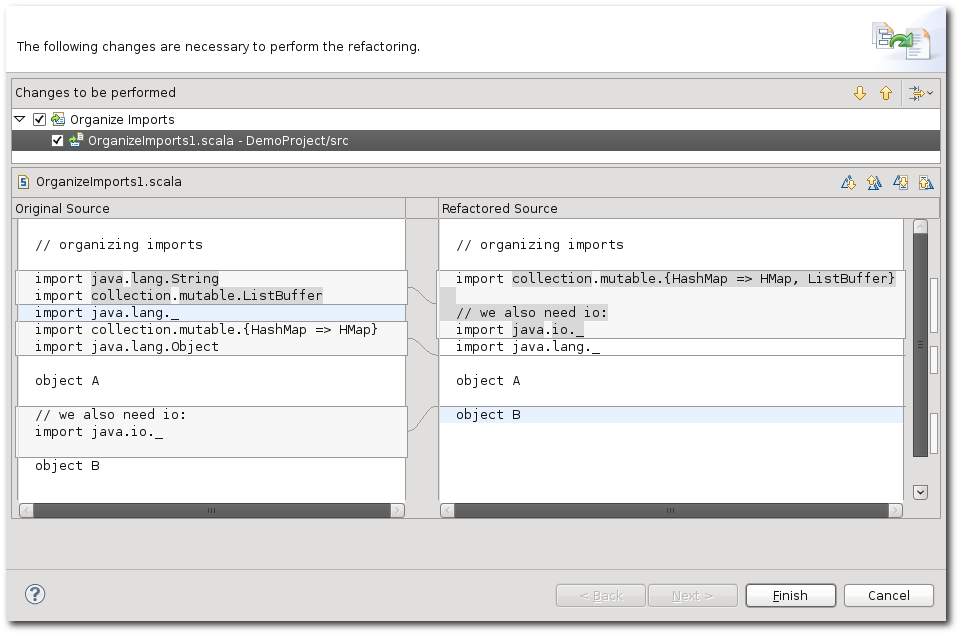 The following changes are necessary to perform the refactoring.
Changes to be performed
Organize Imports
OrganizeImports1.scala - DemoProject/src
S OrganizeImports1.scala
Original Source
// organizing imports
import java.lang.String
import collection.mutable.ListBuffer
import java.lang._
import collection.mutable.{HashMap => HMap}
import java.lang.Object
object A
// we also need io:
import java.io._
object B
Refactored Source
// organizing imports
import collection.mutable.{HashMap => HMap, ListBuffer}
// we also need io:
import java.io._
import java.lang._
object A
object B
?
< Back
Next >
Finish
Cancel